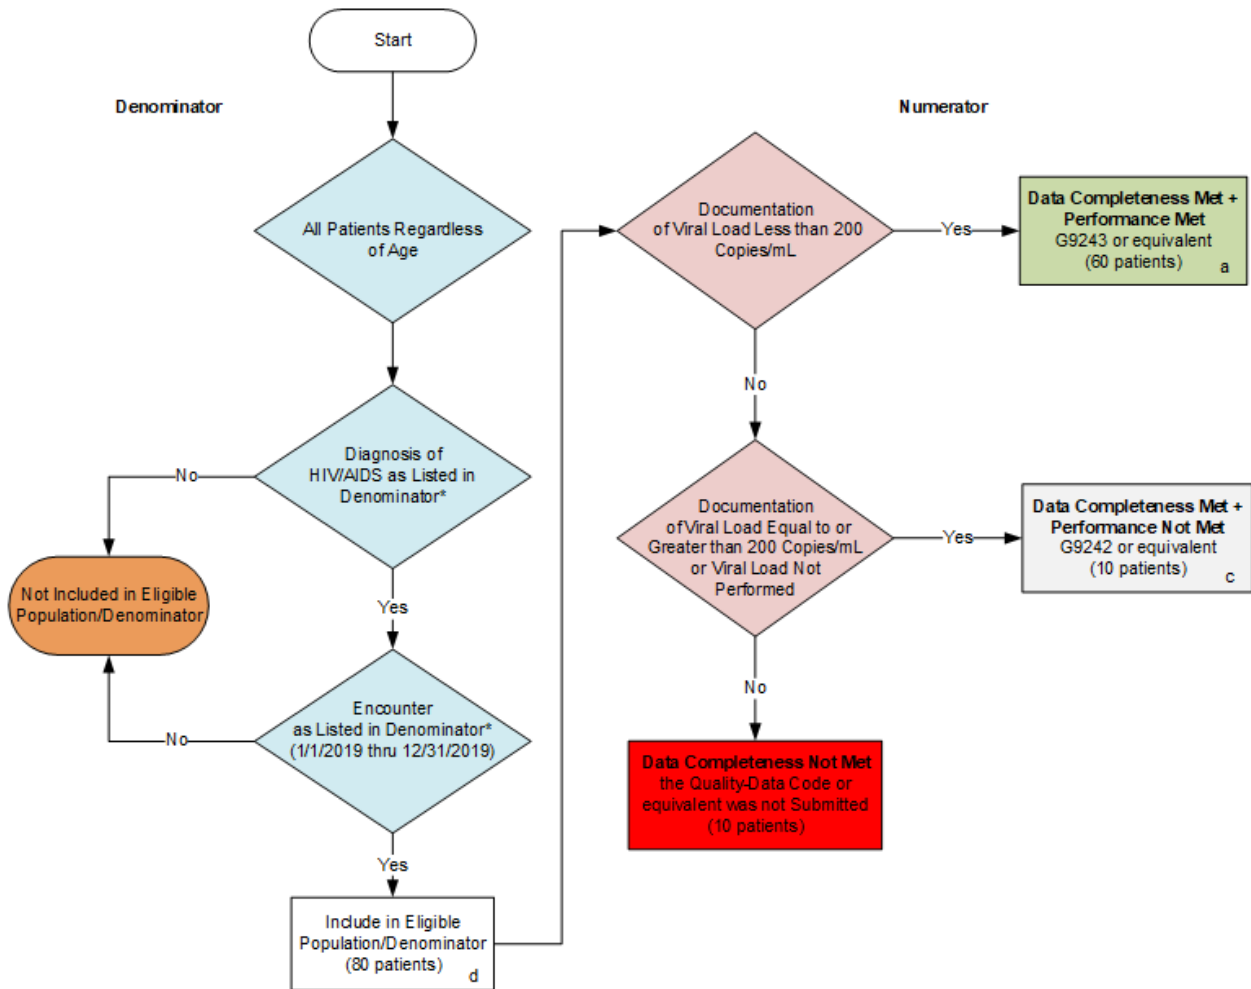 Start
Denominator
All Patients Regardless
of Age
Diagnosis of
HIV/AIDS as Listed in
Denominator*
No
Not Included in Eligible
Population/Denominator
Yes
Encounter
as Listed in Denominator*
(1/1/2019 thru 12/31/2019)
No
Yes
Include in Eligible
Population/Denominator
(80 patients)
d
Numerator
Documentation
of Viral Load Less than 200
Copies/mL
Yes
Data Completeness Met +
Performance Met
G9243 or equivalent
(60 patients)
a
No
Documentation
of Viral Load Equal to or
Greater than 200 Copies/mL
or Viral Load Not
Performed
Yes
Data Completeness Met +
Performance Not Met
G9242 or equivalent
(10 patients)
c
No
Data Completeness Not Met
the Quality-Data Code or
equivalent was not Submitted
(10 patients)